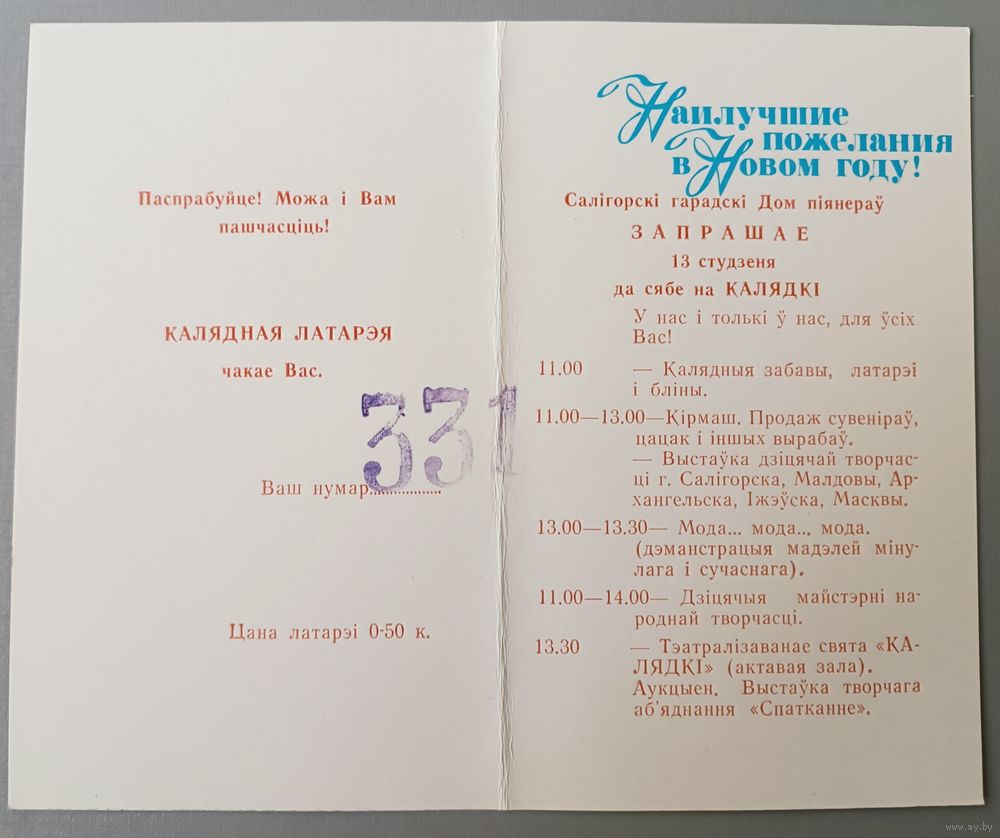 Паспрабуйце! Можа і Вам
пашчасціць!
КАЛЯДНАЯ ЛАТАРЭЯ
чакае Вас.
331
Ваш нумар..................
Цана латарэі 0-50 к.
Наилучшие
пожелания
в Новом году!
Салігорскі гарадскі Дом піянераў
ЗАПРАШАЕ
13 студзеня
да сябе на КАЛЯДКІ
У нас і толькі ў нас, для ўсіх
Вас!
11.00 — Калядныя забавы, латарэі
і бліны.
11.00—13.00—Кірмаш. Продаж сувеніраў,
цацак і іншых вырабаў.
— Выстаўка дзіцячай творчас-
ці г. Салігорска, Малдовы, Ар-
хангельска, Іжэўска, Масквы.
13.00—13.30— Мода... мода... мода.
(дэманстрацыя мадэлей міну-
лага і сучаснага).
11.00—14.00— Дзіцячыя майстэрні на-
роднай творчасці.
13.30 — Тэатралізаванае свята «КА-
ЛЯДКІ» (актавая зала).
Аукцыен. Выстаўка творчага
аб'яднання «Спатканне».
www.ay.by